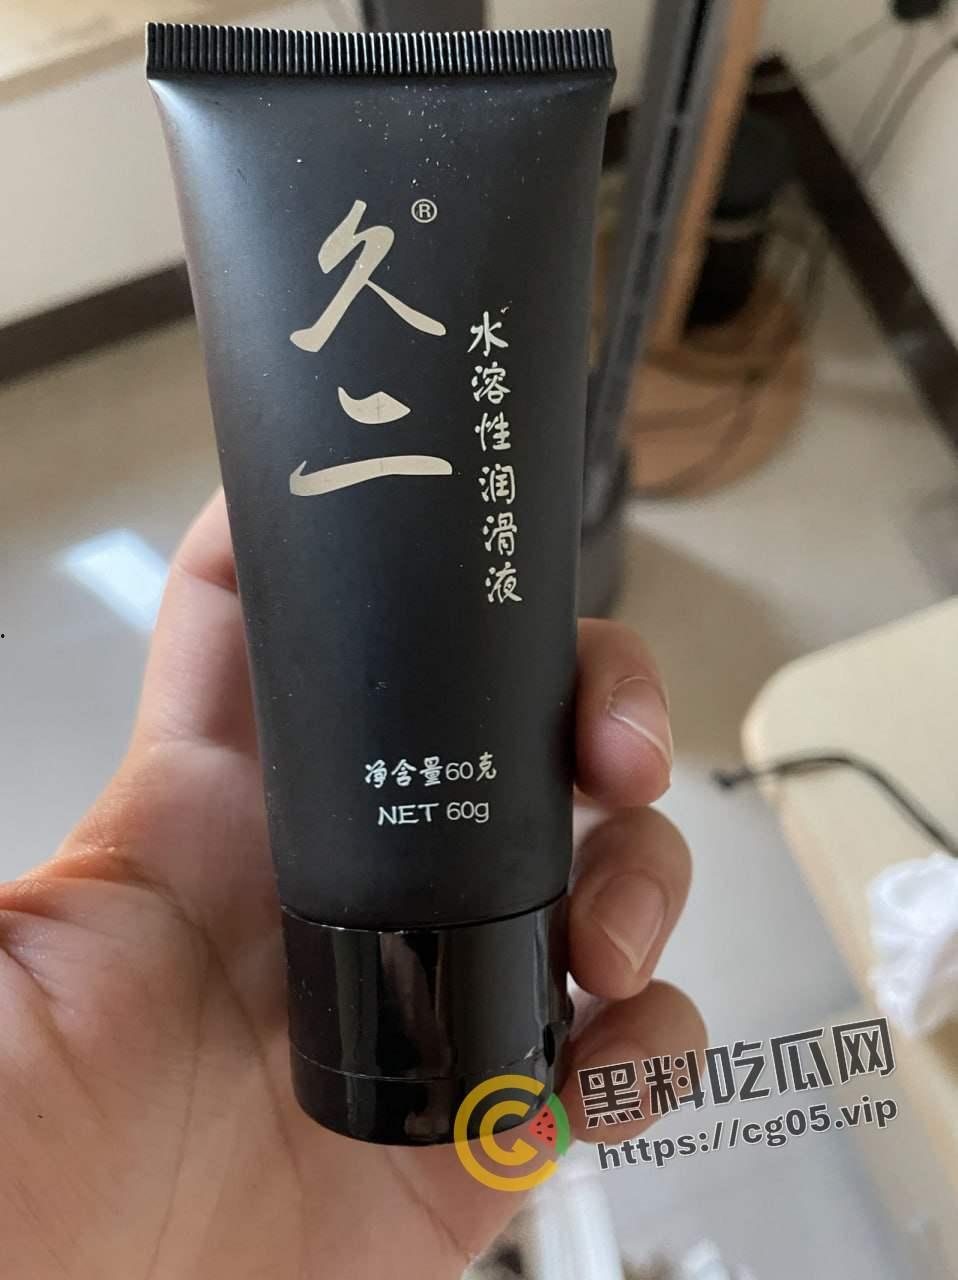 久二®
水溶性润滑液
净含量60克
NET 60g
黑料吃瓜网
https://cg05.vip